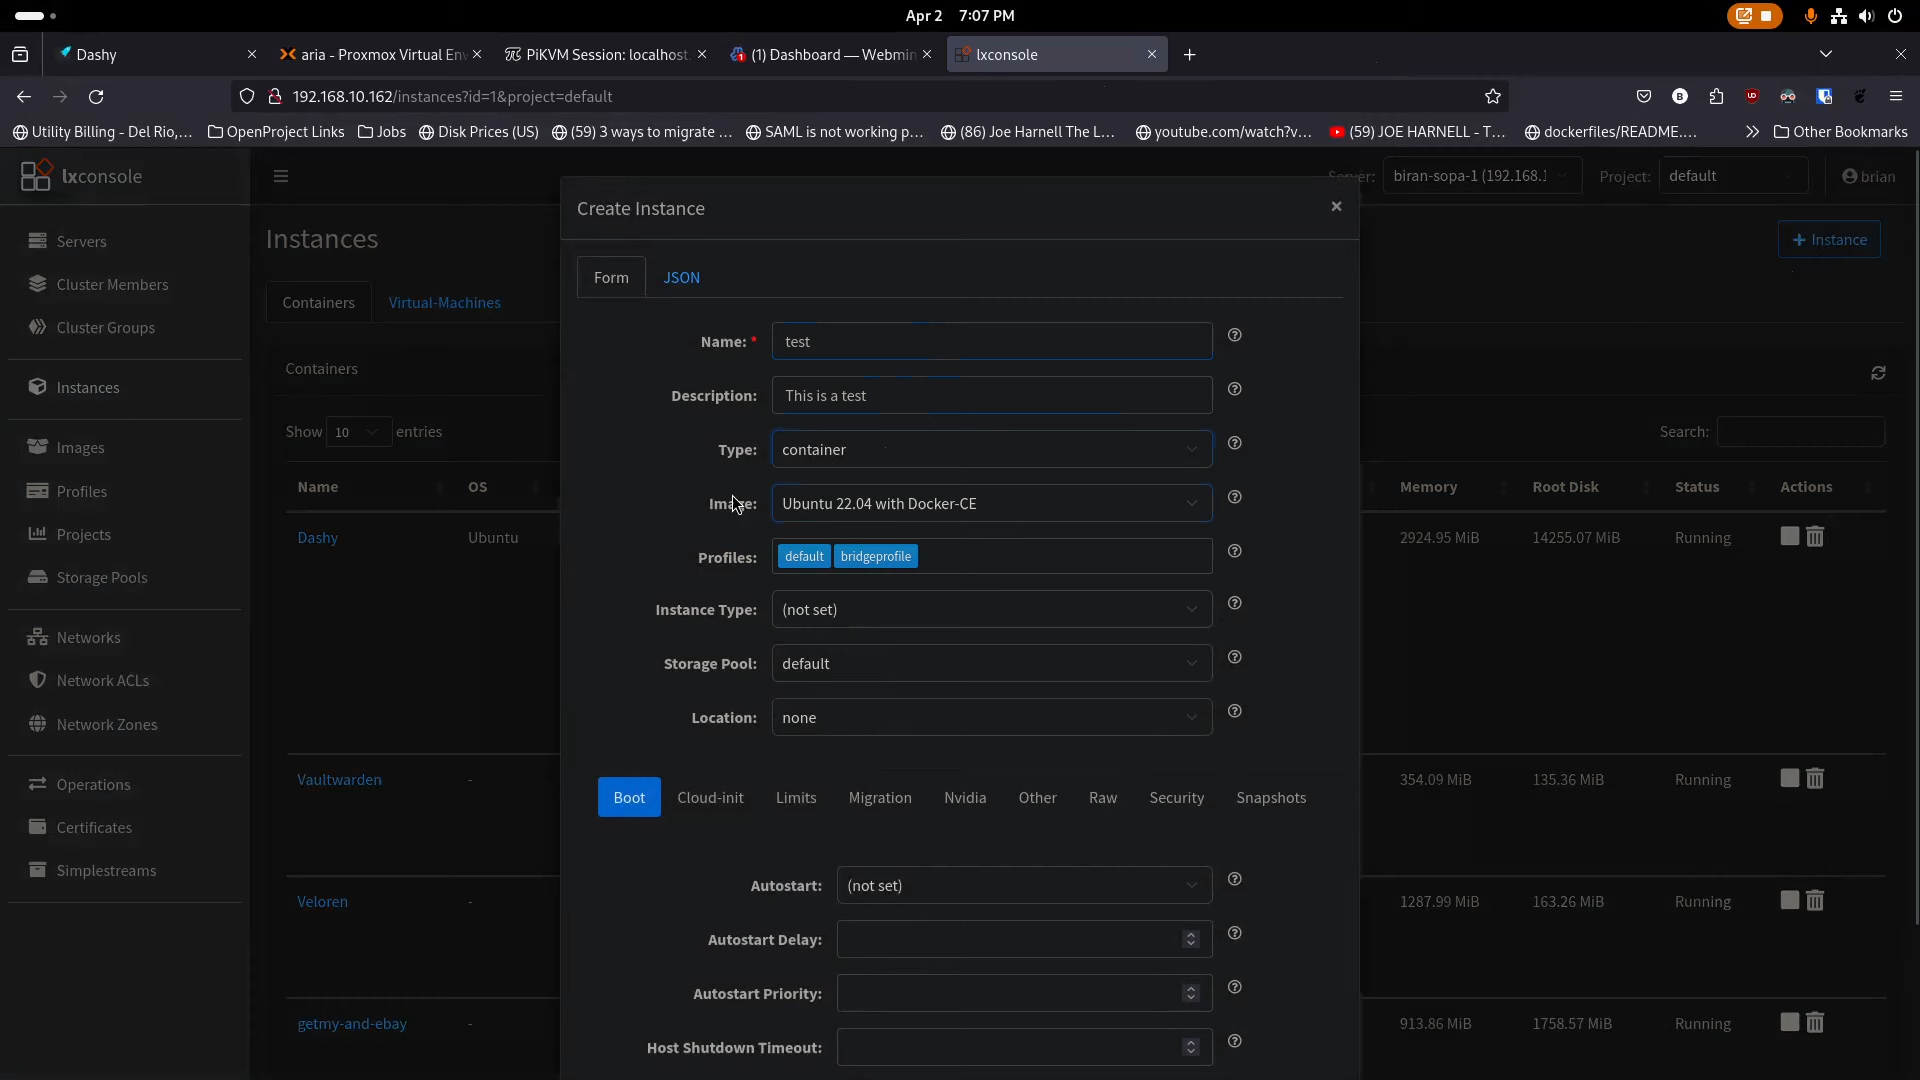 Apr 2 7:07 PM
Dashy
aria - Proxmox Virtual En
PiKVM Session: localhost
(1) Dashboard — Webmin
lxconsole
192.168.10.162/instances?id=1&project=default
Utility Billing - Del Rio,...
OpenProject Links
Jobs
Disk Prices (US)
(59) 3 ways to migrate ...
SAML is not working p...
(86) Joe Harnell The L...
youtube.com/watch?v...
(59) JOE HARNELL - T...
dockerfiles/README....
Other Bookmarks
lxconsole
Server: biran-sopa-1 (192.168.1
Project: default
brian
Servers
Cluster Members
Cluster Groups
Instances
Images
Profiles
Projects
Storage Pools
Networks
Network ACLs
Network Zones
Operations
Certificates
Simplestreams
Instances
+ Instance
Containers
Virtual-Machines
Containers
Show 10 entries
Search:
Name OS Memory Root Disk Status Actions
Dashy Ubuntu 2924.95 MiB 14255.07 MiB Running
Vaultwarden - 354.09 MiB 135.36 MiB Running
Veloren - 1287.99 MiB 163.26 MiB Running
getmy-and-ebay - 913.86 MiB 1758.57 MiB Running
Create Instance
×
Form JSON
Name: * test
Description: This is a test
Type: container
Image: Ubuntu 22.04 with Docker-CE
Profiles: default bridgeprofile
Instance Type: (not set)
Storage Pool: default
Location: none
Boot Cloud-init Limits Migration Nvidia Other Raw Security Snapshots
Autostart: (not set)
Autostart Delay:
Autostart Priority:
Host Shutdown Timeout: